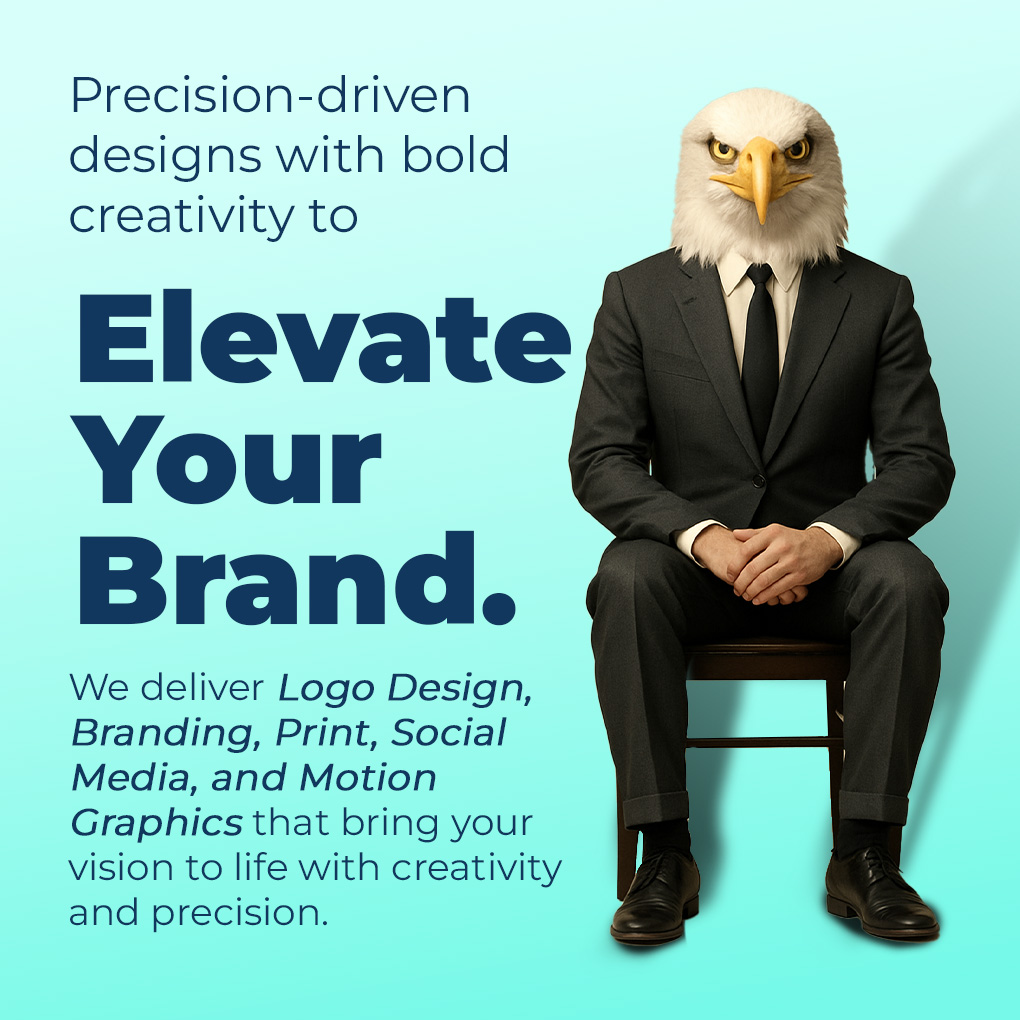 Precision-driven
designs with bold
creativity to
Elevate
Your
Brand.
We deliver Logo Design,
Branding, Print, Social
Media, and Motion
Graphics that bring your
vision to life with creativity
and precision.